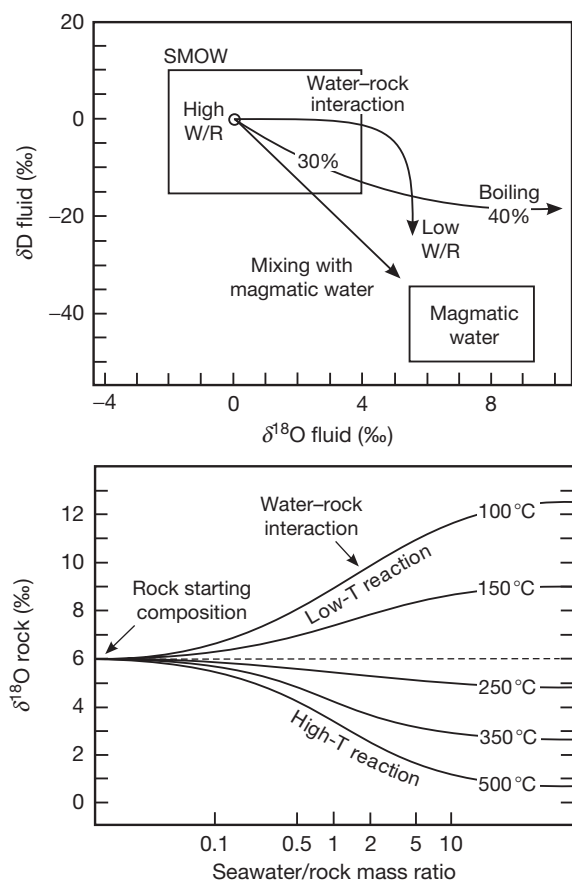 20
SMOW
10
Water–rock
interaction
High
W/R
0
30%
Boiling
40%
−20
Low
W/R
Mixing with
magmatic water
Magmatic
water
−40
δD fluid (‰)
−4
0
4
8
δ¹⁸O fluid (‰)
12
Water–rock
interaction
100 °C
10
Rock starting
composition
Low-T reaction
150 °C
8
6
250 °C
4
350 °C
High-T reaction
2
500 °C
0
δ¹⁸O rock (‰)
0.1
0.5
1
2
5
10
Seawater/rock mass ratio